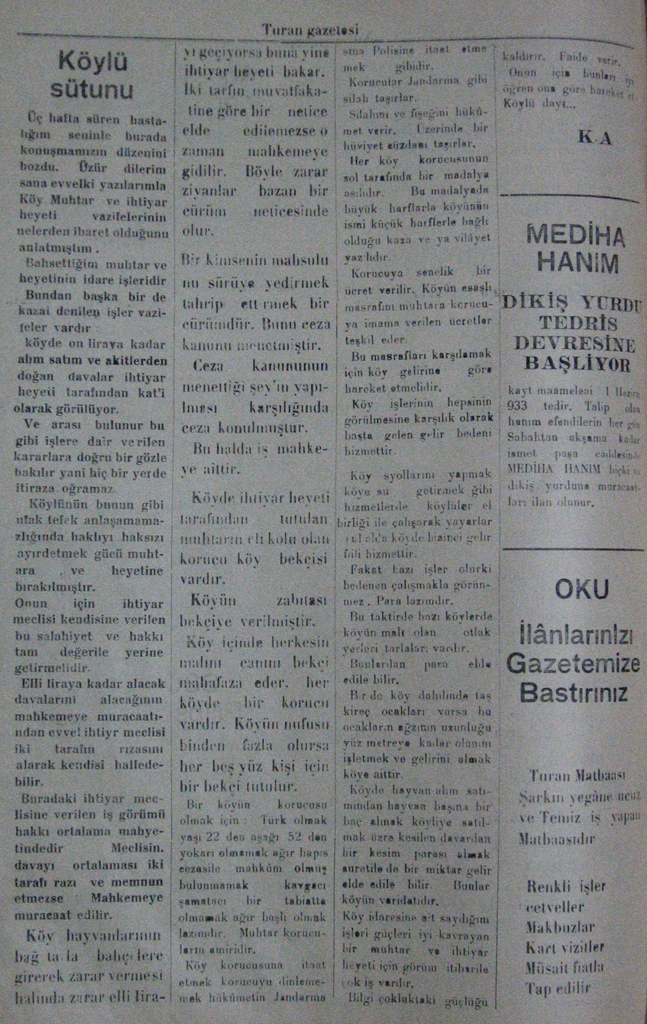 Turan gazetesi
Köylü
sütunu
Üç hafta süren hasta-
lığım seninle burada
konuşmamızın düzenini
bozdu. Üzür dilerim
sana evvelki yazılarımla
Köy Muhtar ve ihtiyar
heyeti vazifelerinin
nelerden ibaret olduğunu
anlatmıştım .
Bahsettiğim muhtar ve
heyetinin idare işleridir
Bundan başka bir de
kazai denilen işler vazi-
feler vardır :
köyde on liraya kadar
alım satım ve akitlerden
doğan davalar ihtiyar
heyeti tarafından kat'i
olarak görülüyor.
Ve arası bulunur bu
gibi işlere dair verilen
kararlara doğru bir gözle
bakılır yani hiç bir yerde
itiraza oğramaz.
Köylünün bunun gibi
ufak tefek anlaşamama-
zlığında haklıyı haksızı
ayırdetmek gücü muht-
ara , ve heyetine
bırakılmıştır.
Onun için ihtiyar
meclisi kendisine verilen
bu salahiyet ve hakkı
tam değerile yerine
getirmelidir.
Elli liraya kadar alacak
davalarını alacağının
mahkemeye muracaatı-
ndan evvel ihtiyr meclisi
iki tarafın rızasını
alarak kendisi hallede-
bilir.
Buradaki ihtiyar mec-
lisine verilen iş görümü
hakkı ortalama mahye-
tindedir Meclisin.
davayı ortalaması iki
tarafı razı ve memnun
etmezse Mahkemeye
muracaat edilir.
Köy hayvanlarının
bağ tarla bahçelere
girerek zarar vermesi
halında zarar elli lira-
yı geçiyorsa buna yine
ihtiyar heyeti bakar.
İki tarfın muvaffaka-
tine göre bir netice
elde edilemezse o
zaman mahkemeye
gidilir. Böyle zarar
ziyanlar bazan bir
cürüm neticesinde
olur.
Bir kimsenin mahsulu
nu sürüye yedirmek
tahrip ettirmek bir
cürümdür. Bunu ceza
kanunu menetmiştir.
Ceza kanununun
menettiği şey'in yapı-
lması karşılığında
ceza konulmuştur.
Bu halda iş mahke-
ye aittir.
Köyde ihtiyar heyeti
tarafından tutulan
muhtarın eli kolu olan
korucu köy bekçisi
vardır.
Köyün zabıtası
bekçiye verilmiştir.
Köy içinde herkesin
malını canını bekçi
mahafaza eder. her
köyde bir korucu
vardır. Köyün nufusu
binden fazla olursa
her beş yüz kişi için
bir bekçi tutulur.
Bir köyün korucusu
olmak için : Türk olmak
yaşı 22 den aşağı 52 den
yokarı olmamak ağır hapis
cezasile mahkûm olmuş
bulunmamak kavgacı
şamatacı bir tabiatta
olmamak ağır başlı olmak
lazımdır. Muhtar korucu-
ların amiridir.
Köy korucusuna itaat
etmek korucuyu dinleme-
mek hükûmetin Jandarma
Polisine itaat etme
mek gibidir.
Korucular Jandarma gibi
silah taşırlar.
Silahını ve fişeğini hükû-
met verir. Üzerinde bir
hüviyet cüzdanı taşırlar.
Her köy korucusunun
sol tarafında bir madalya
asılıdır. Bu madalyada
büyük harflarla köyünün
ismi küçük harflerle bağlı
olduğu kaza ve ya vilâyet
yazılıdır.
Korucuya senelik bir
ücret verilir. Köyün esaslı
masrafını muhtara korucu-
ya imama verilen ücretler
teşkil eder.
Bu masrafları karşılamak
için köy gelirine göre
hareket etmelidir.
Köy işlerinin hepsinin
görülmesine karşılık olarak
başta gelen gelir bedeni
hizmettir.
Köy syollarını yapmak
köye su getirmek gibi
hizmetlerde köylüler el
birliği ile çalışarak yayarlar
köyde birinci gelir
hizmettir.
Fakat bazı işler olurki
bedenen çalışmakla görün-
mez . Para lazımdır.
Bu taktirde bazı köylerde
köyün malı olan otlak
yerleri tarlaları vardır.
Bunlardan para elde
edile bilir.
Bir de köy dahilinde taş
kireç ocakları varsa bu
ocakların ağzının uzunluğu
yüz metreye kadar olanını
işletmek ve gelirini almak
köye aittir.
Köyde hayvan alım satı-
mından hayvan başına bir
baç almak köyliye satıl-
mak üzre kesilen davardan
bir kesim parası almak
suretile de bir miktar gelir
elde edile bilir. Bunlar
köyün varidatıdır.
Köy idaresine ait saydığım
işleri güçleri iyi kavrayan
bir muhtar ve ihtiyar
heyeti için görüm itibarile
çok iş vardır.
Bilgi çokluktaki güçlüğü
kaldırır. Faide verir.
Onun için bunları iyi
öğren ona göre hareket et
Köylü dayı...
K.A
MEDİHA
HANIM
DİKİŞ YURDU
TEDRİS
DEVRESİNE
BAŞLİYOR
kayt maamelesi 1 Haziran
933 tedir. Talip olan
hanım efendilerin her gün
Sabahtan akşama kadar
ismet paşa caddesinde
MEDİHA HANIM biçki ve
dikiş yurduna muracaat-
ları ilan olunur.
OKU
İlânlarınızı
Gazetemize
Bastırınız
Turan Matbaası
Şarkın yegâne ucuz
ve Temiz iş yapan
Matbaasıdır
Renkli işler
cetveller
Makbuzlar
Kart vizitler
Müsait fiatla
Tap edilir